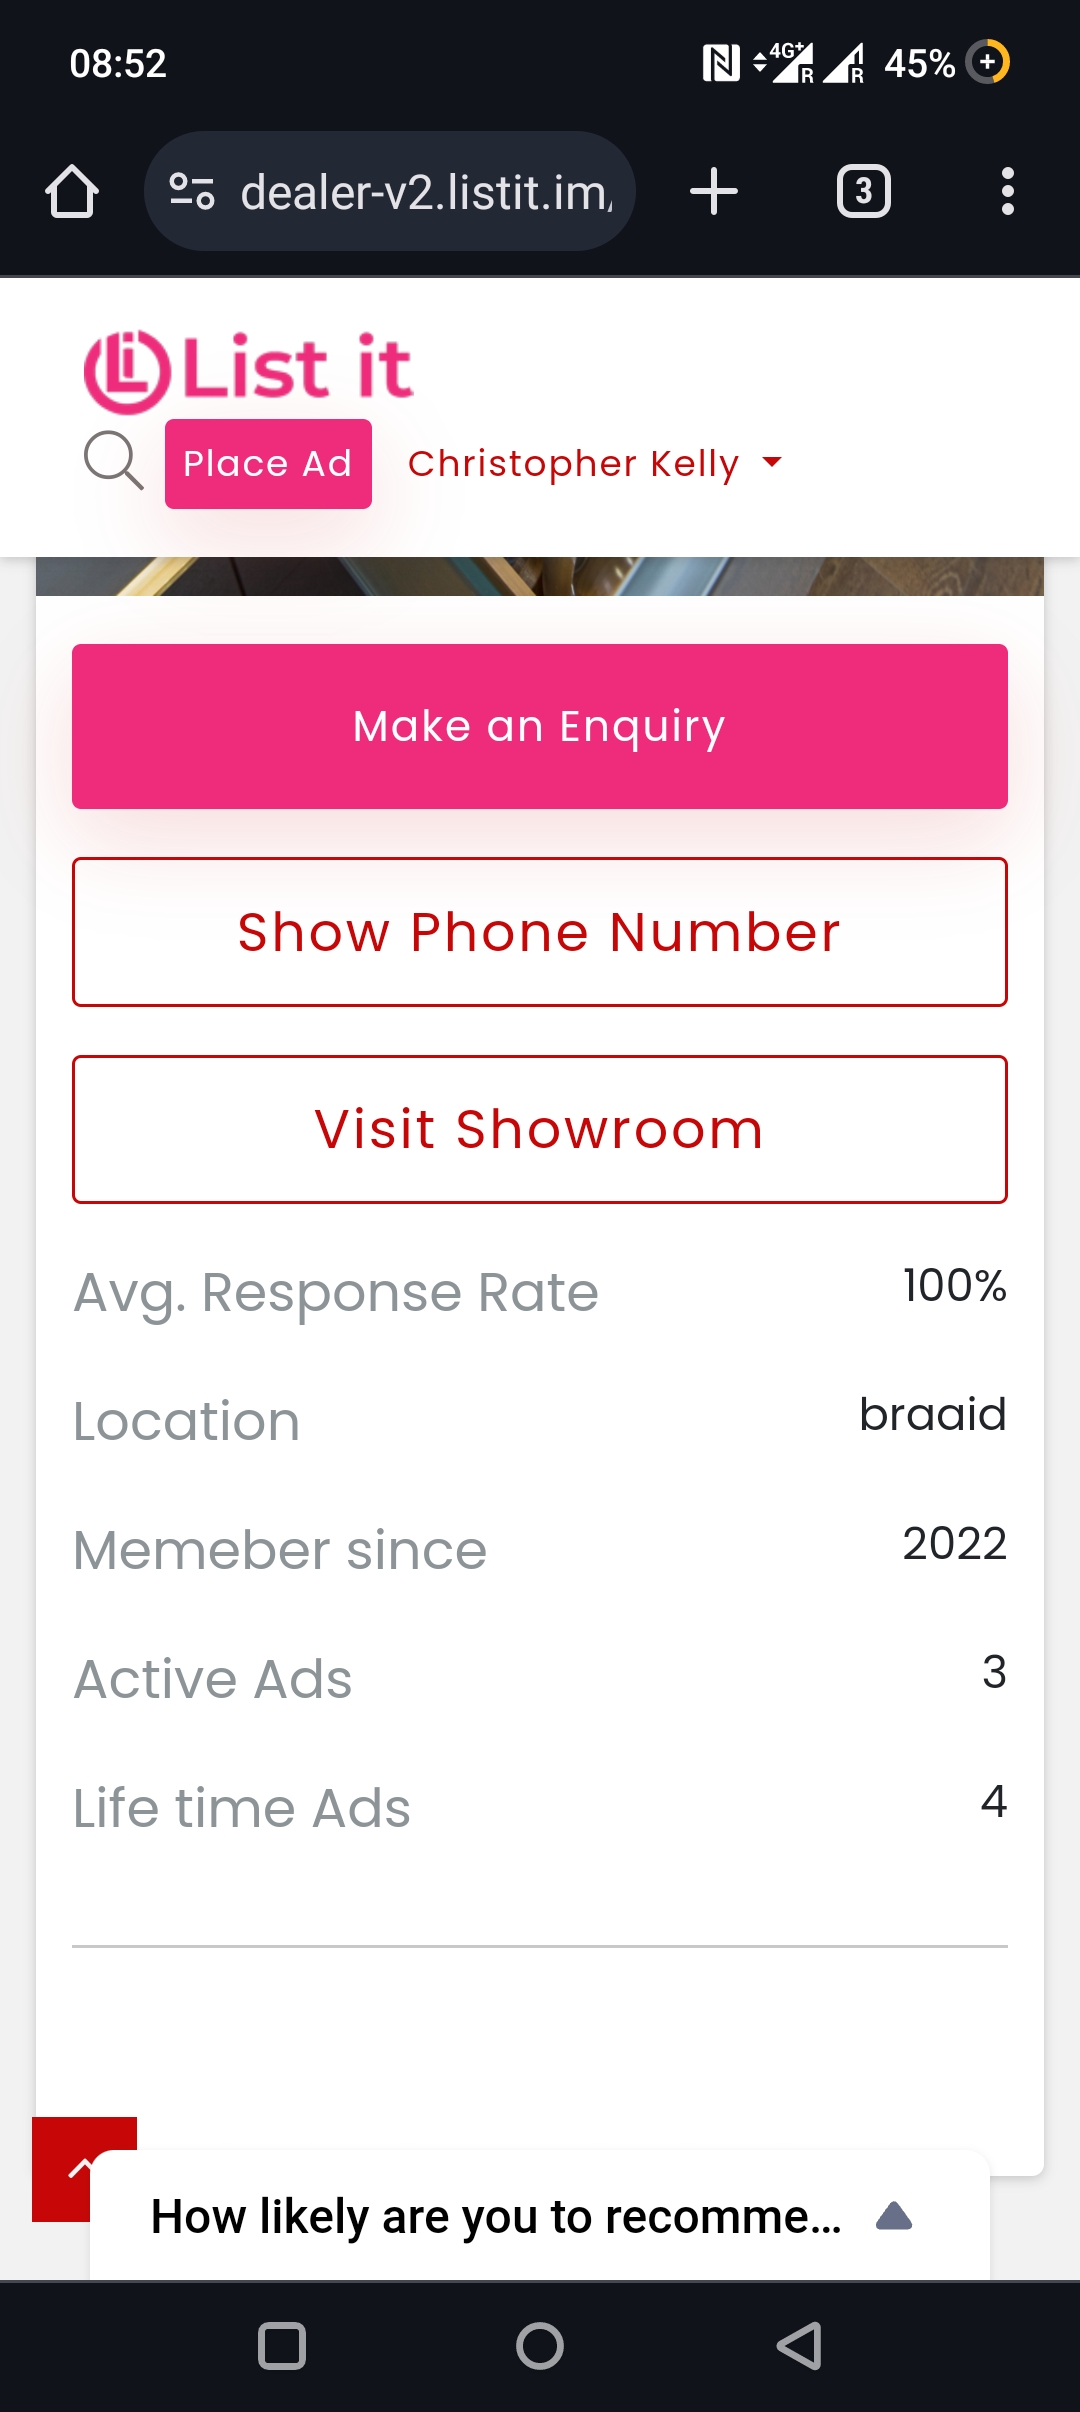 08:52
4G+
R
R
45%
dealer-v2.listit.im/
3
List it
Place Ad
Christopher Kelly
Make an Enquiry
Show Phone Number
Visit Showroom
Avg. Response Rate
100%
Location
braaid
Memeber since
2022
Active Ads
3
Life time Ads
4
How likely are you to recomme...